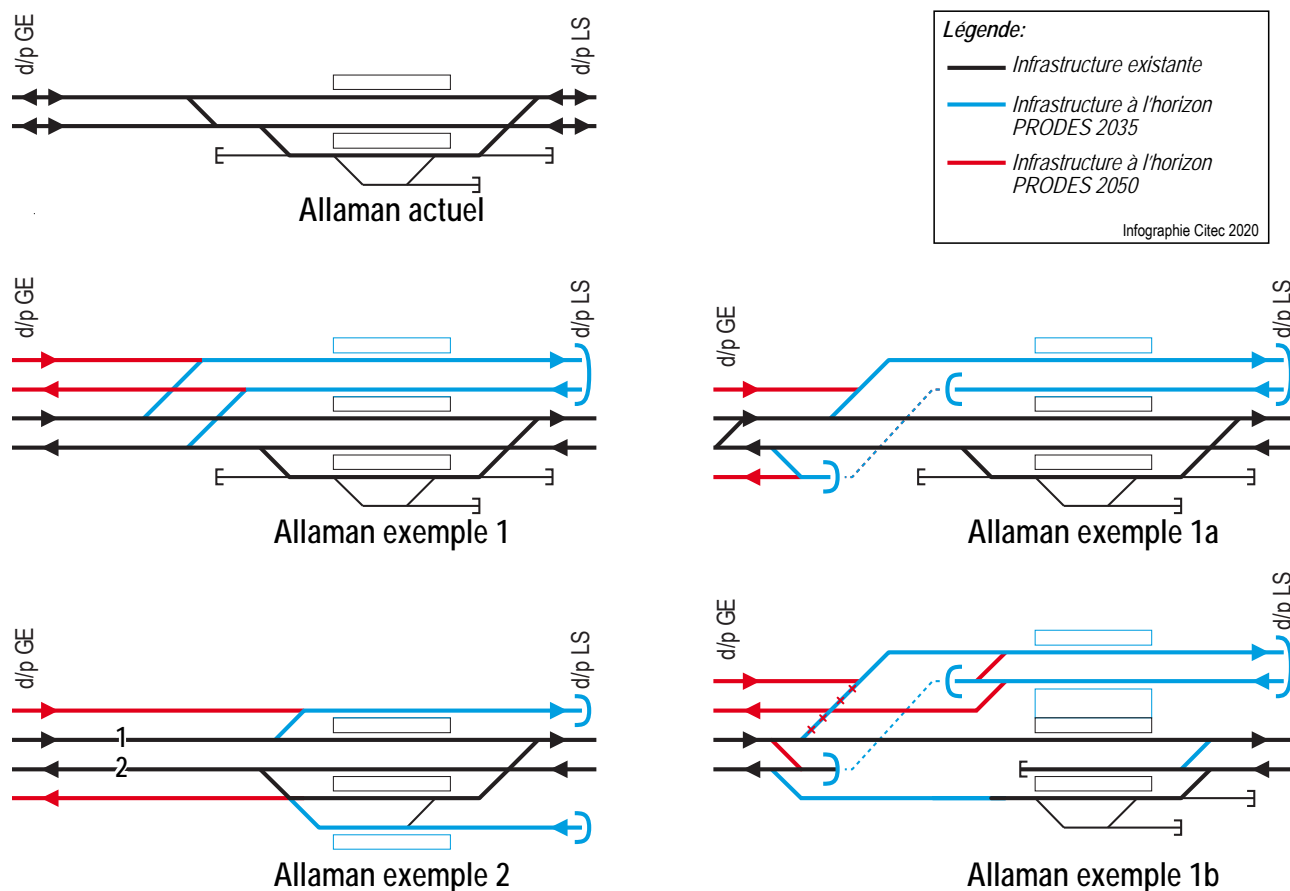 d/p GE
d/p LS
Allaman actuel
Légende:
Infrastructure existante
Infrastructure à l'horizon
PRODES 2035
Infrastructure à l'horizon
PRODES 2050
Infographie Citec 2020
d/p GE
d/p LS
Allaman exemple 1
d/p GE
d/p LS
Allaman exemple 1a
d/p GE
d/p LS
1
2
Allaman exemple 2
d/p GE
d/p LS
Allaman exemple 1b